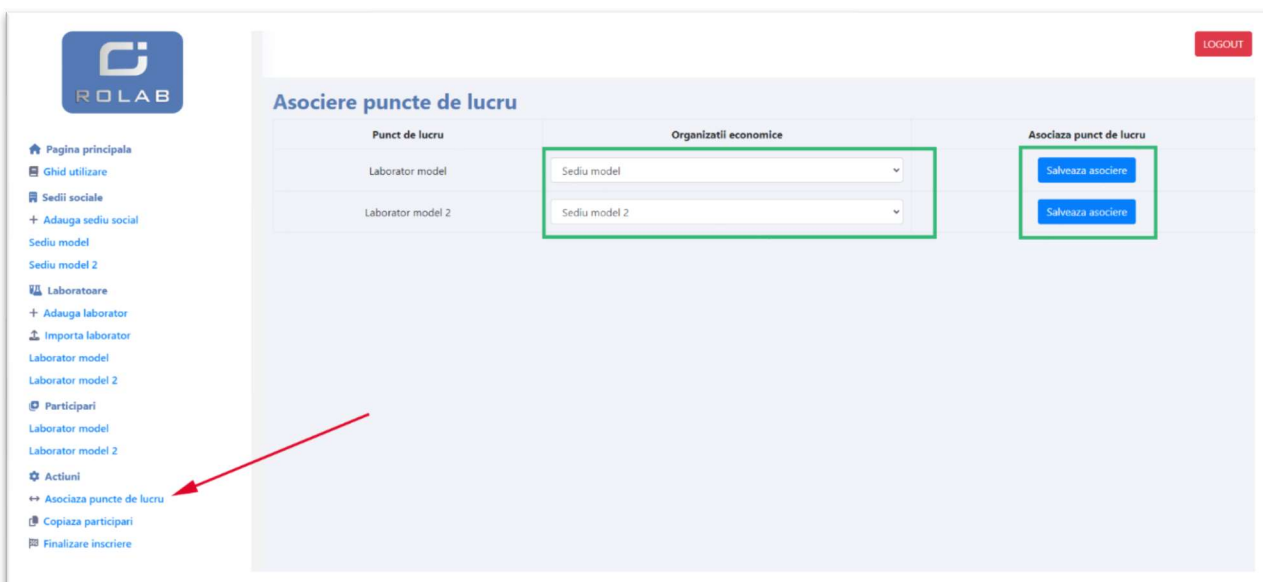 ROLAB
LOGOUT
Pagina principala
Ghid utilizare
Sedii sociale
+ Adauga sediu social
Sediu model
Sediu model 2
Laboratoare
+ Adauga laborator
Importa laborator
Laborator model
Laborator model 2
Participari
Laborator model
Laborator model 2
Actiuni
Asociaza puncte de lucru
Copiaza participari
Finalizare inscriere
Asociere puncte de lucru
Punct de lucru Organizatii economice Asociaza punct de lucru
Laborator model Sediu model Salveaza asociere
Laborator model 2 Sediu model 2 Salveaza asociere